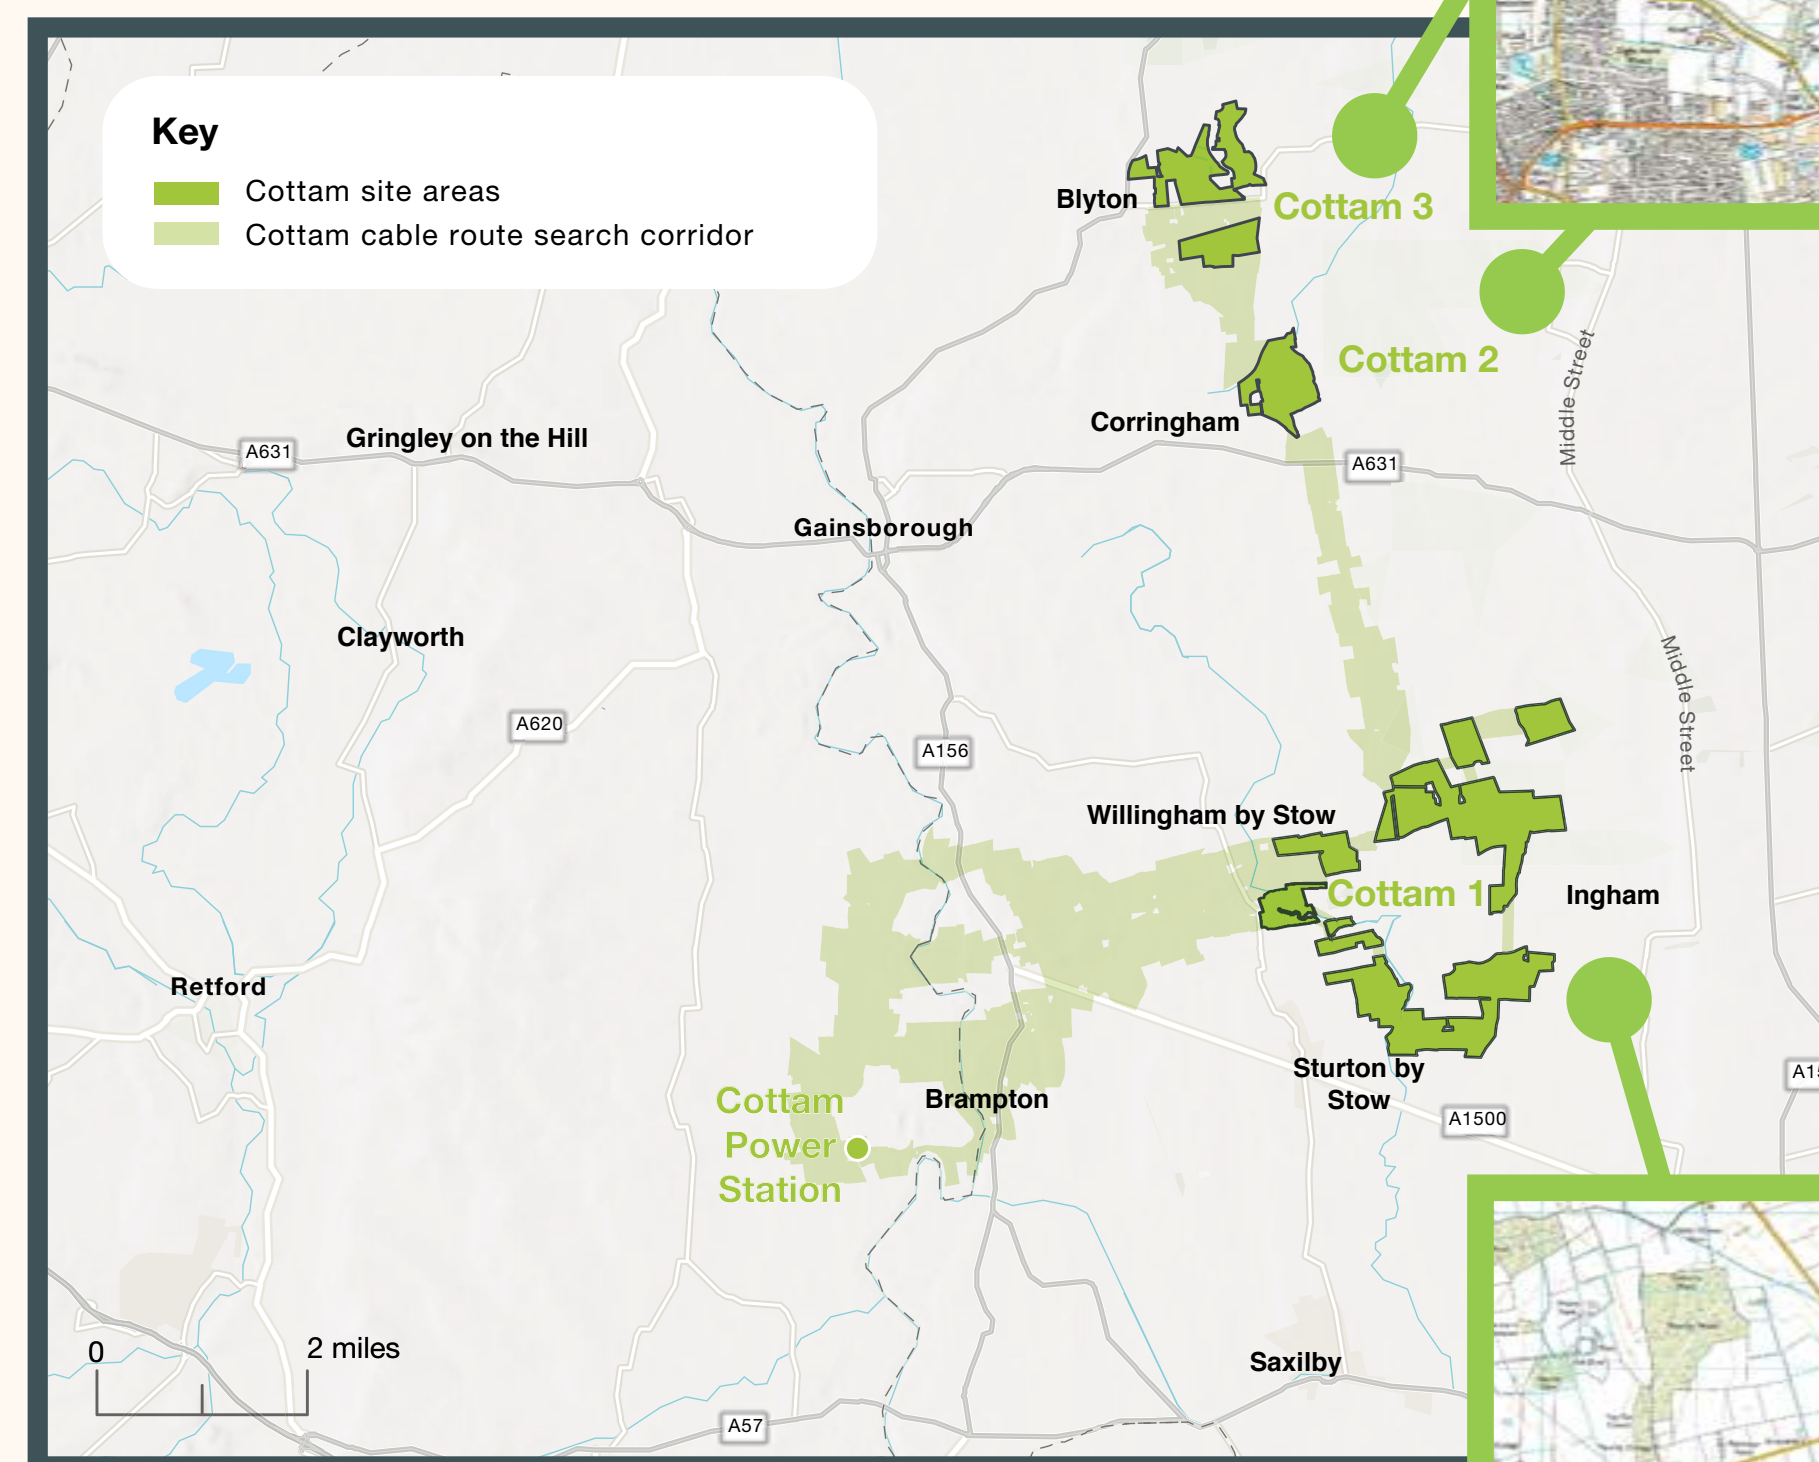 Key
Cottam site areas
Cottam cable route search corridor
Blyton
Cottam 3
Cottam 2
Middle Street
Corringham
Gringley on the Hill
A631
A631
Gainsborough
Clayworth
Middle Street
A620
A156
Willingham by Stow
Cottam 1
Ingham
Retford
Sturton by
Stow
Brampton
Cottam
Power
Station
A1500
0
2 miles
Saxilby
A57